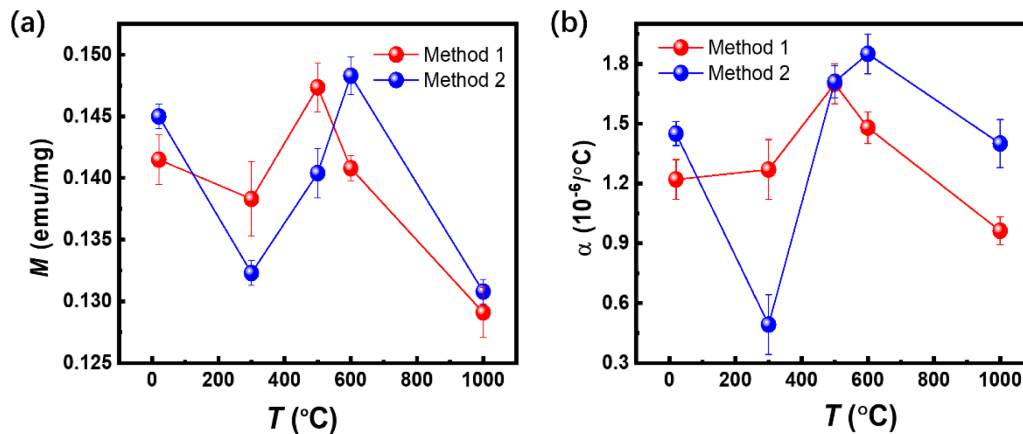 (a)
Method 1
Method 2
0.150
0.145
0.140
0.135
0.130
0.125
M (emu/mg)
0
200
400
600
800
1000
T (°C)
(b)
Method 1
Method 2
1.8
1.5
1.2
0.9
0.6
0.3
α (10⁻⁶/°C)
0
200
400
600
800
1000
T (°C)